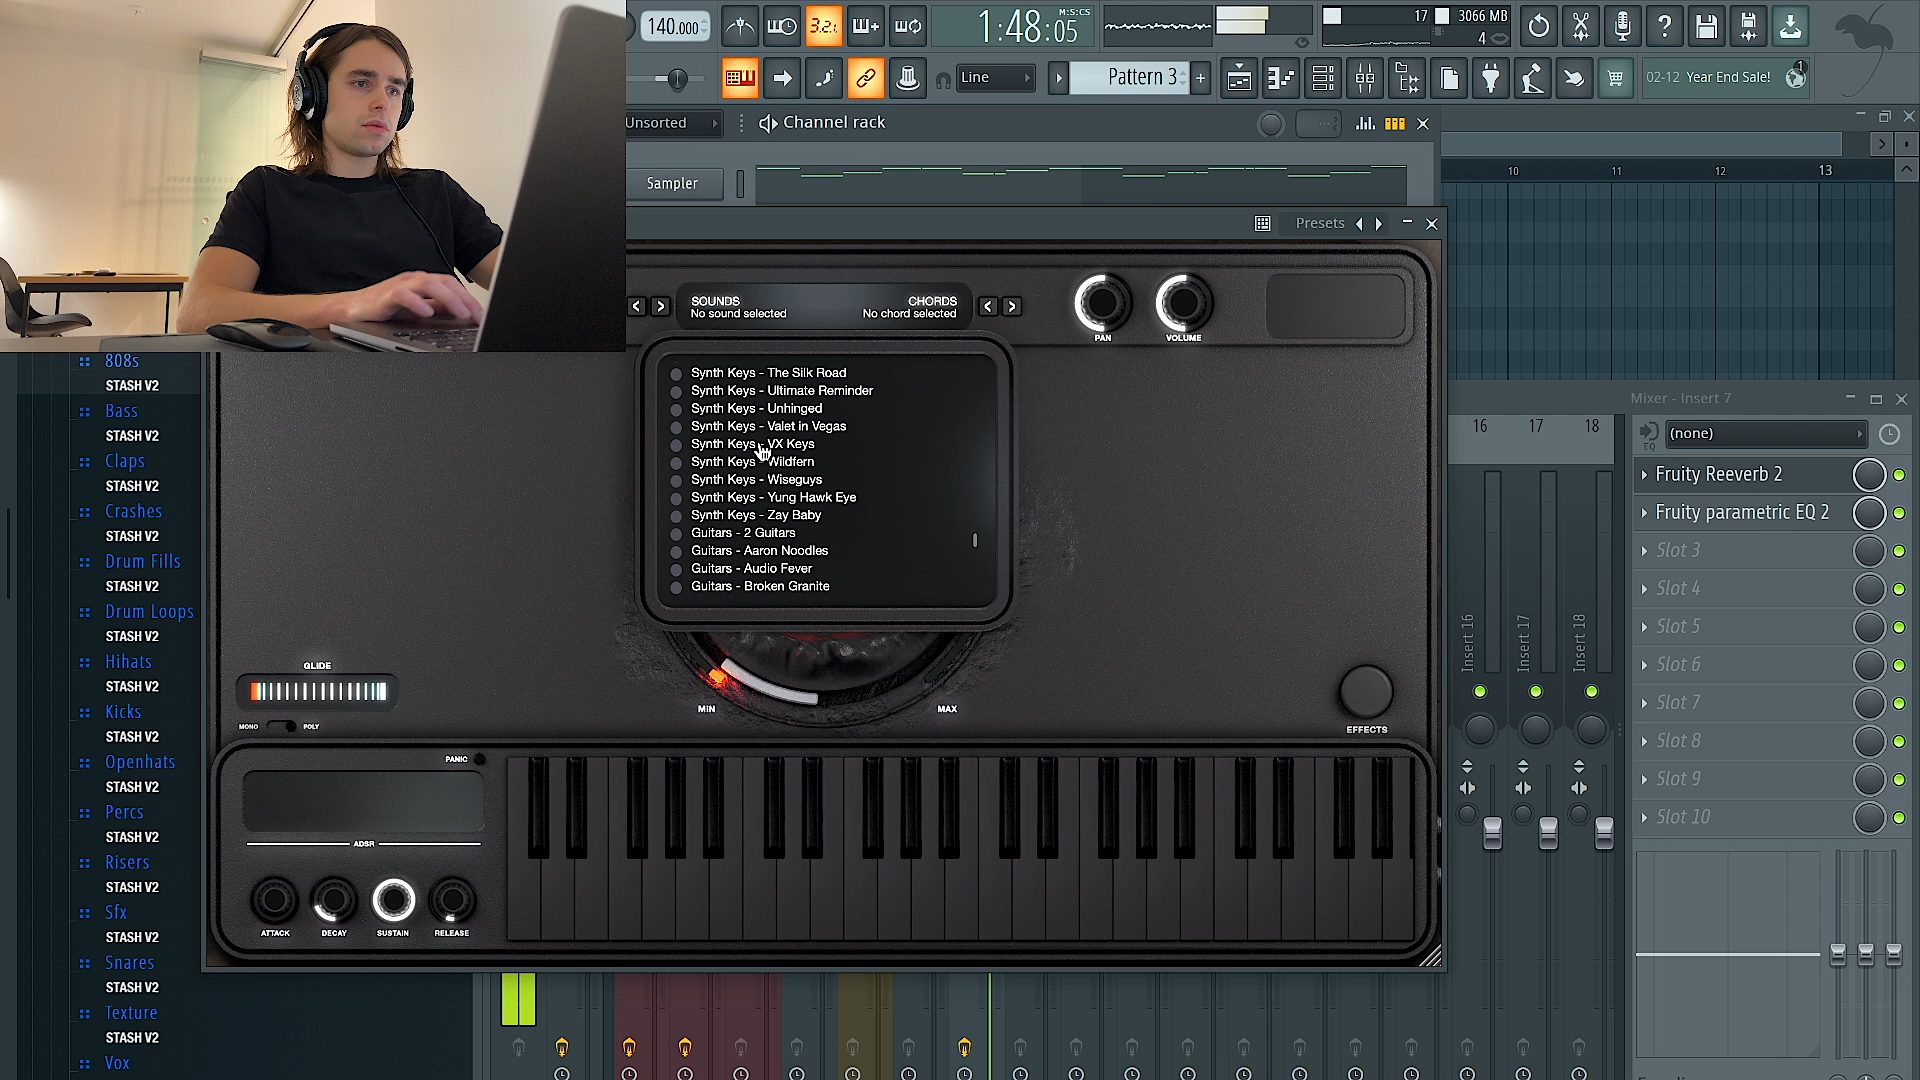 140.000
3.2.
1:48:05
M:S:CS
17
3066 MB
4
Line
Pattern 3
02-12 Year End Sale!
1
Unsorted
Channel rack
Sampler
10
11
12
13
Presets
SOUNDS
No sound selected
CHORDS
No chord selected
PAN
VOLUME
Synth Keys - The Silk Road
Synth Keys - Ultimate Reminder
Synth Keys - Unhinged
Synth Keys - Valet in Vegas
Synth Keys - VX Keys
Synth Keys - Wildfern
Synth Keys - Wiseguys
Synth Keys - Yung Hawk Eye
Synth Keys - Zay Baby
Guitars - 2 Guitars
Guitars - Aaron Noodles
Guitars - Audio Fever
Guitars - Broken Granite
GLIDE
MONO
POLY
MIN
MAX
EFFECTS
PANIC
ADSR
ATTACK
DECAY
SUSTAIN
RELEASE
808s
STASH V2
Bass
STASH V2
Claps
STASH V2
Crashes
STASH V2
Drum Fills
STASH V2
Drum Loops
STASH V2
Hihats
STASH V2
Kicks
STASH V2
Openhats
STASH V2
Percs
STASH V2
Risers
STASH V2
Sfx
STASH V2
Snares
STASH V2
Texture
STASH V2
Vox
16
17
18
Insert 16
Insert 17
Insert 18
Mixer - Insert 7
EQ
(none)
Fruity Reeverb 2
Fruity parametric EQ 2
Slot 3
Slot 4
Slot 5
Slot 6
Slot 7
Slot 8
Slot 9
Slot 10